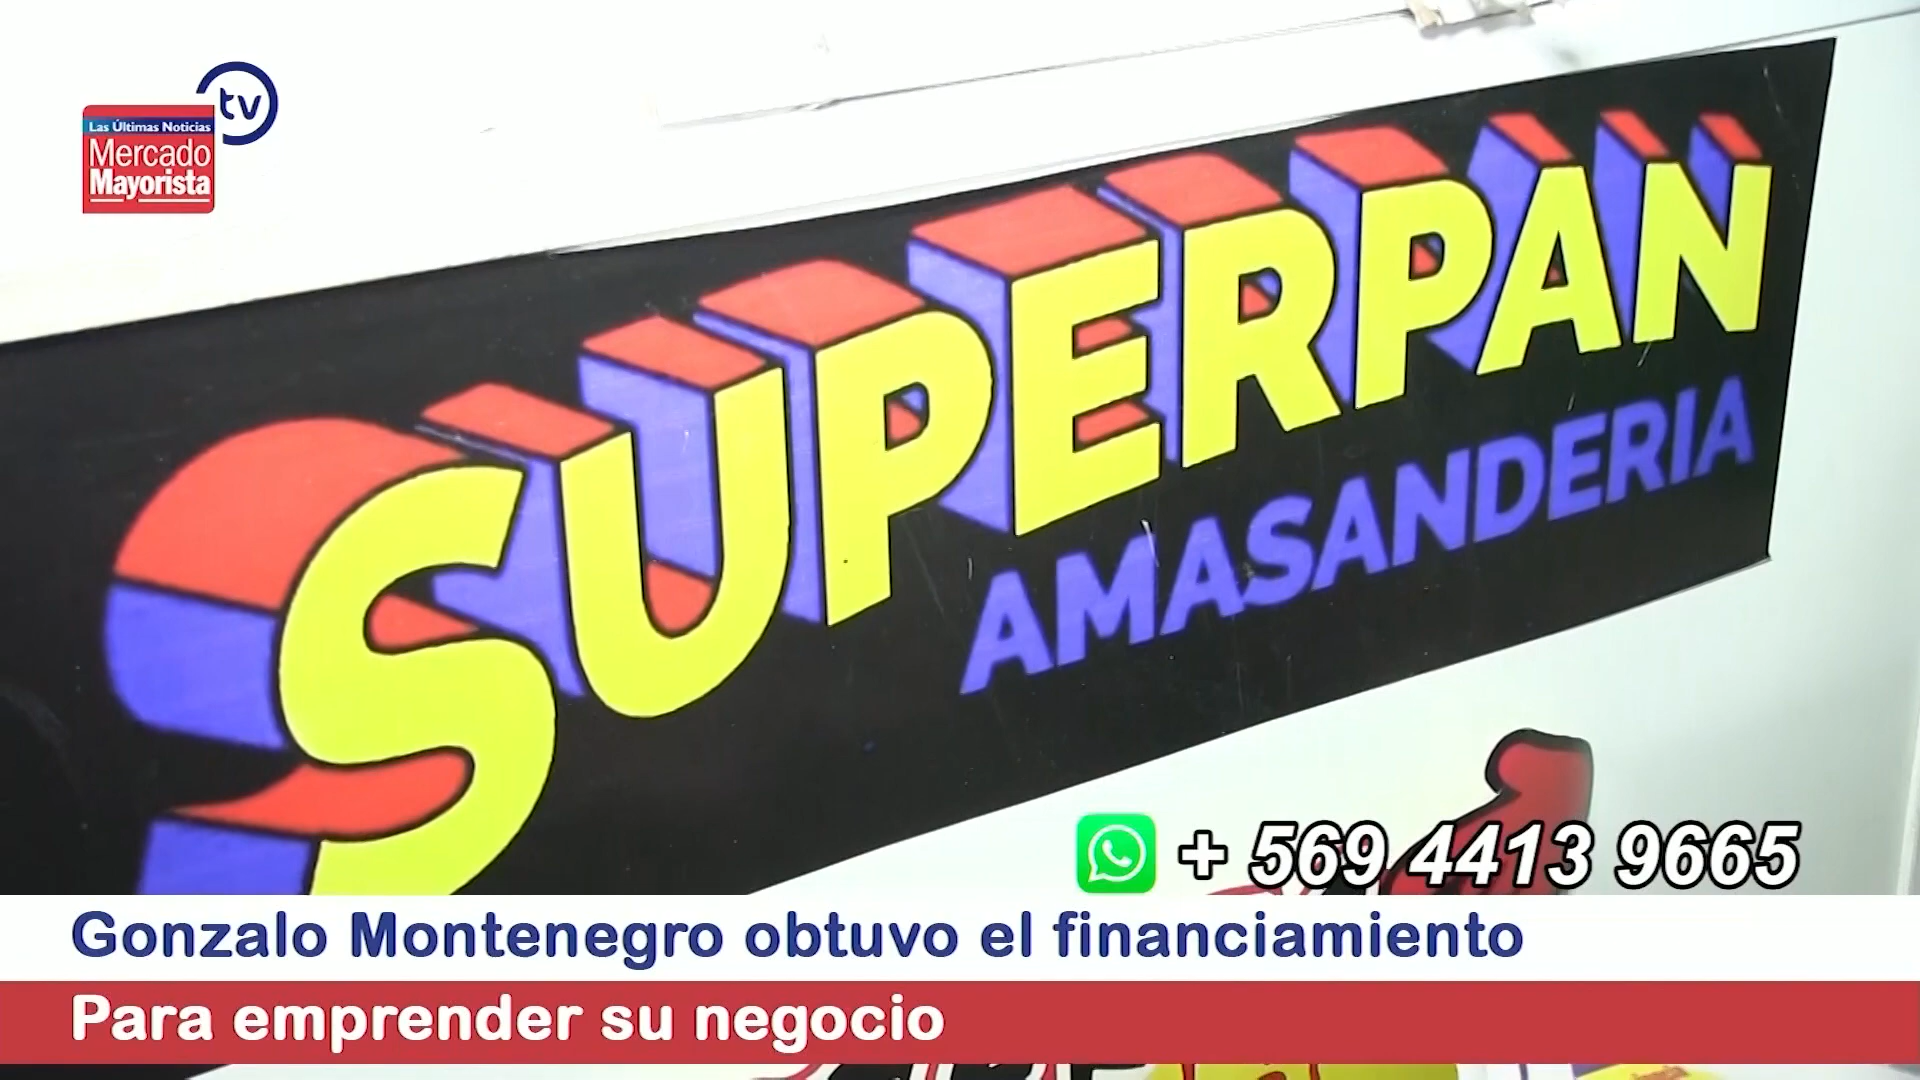 tv
Las Últimas Noticias
Mercado
Mayorista
SUPERPAN
AMASANDERIA
+ 569 4413 9665
Gonzalo Montenegro obtuvo el financiamiento
Para emprender su negocio